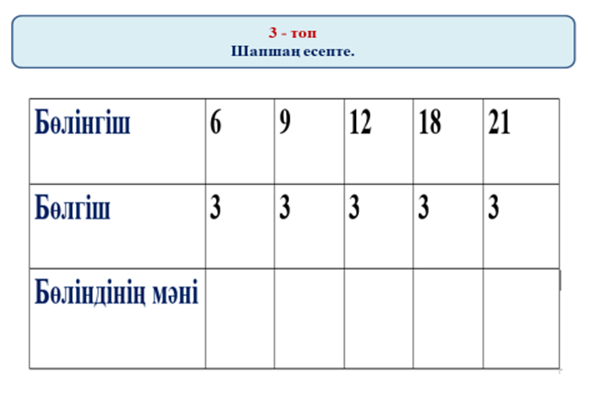 3 - топ
Шапшаң есепте.
Бөлінгіш 6 9 12 18 21
Бөлгіш 3 3 3 3 3
Бөліндінің мәні